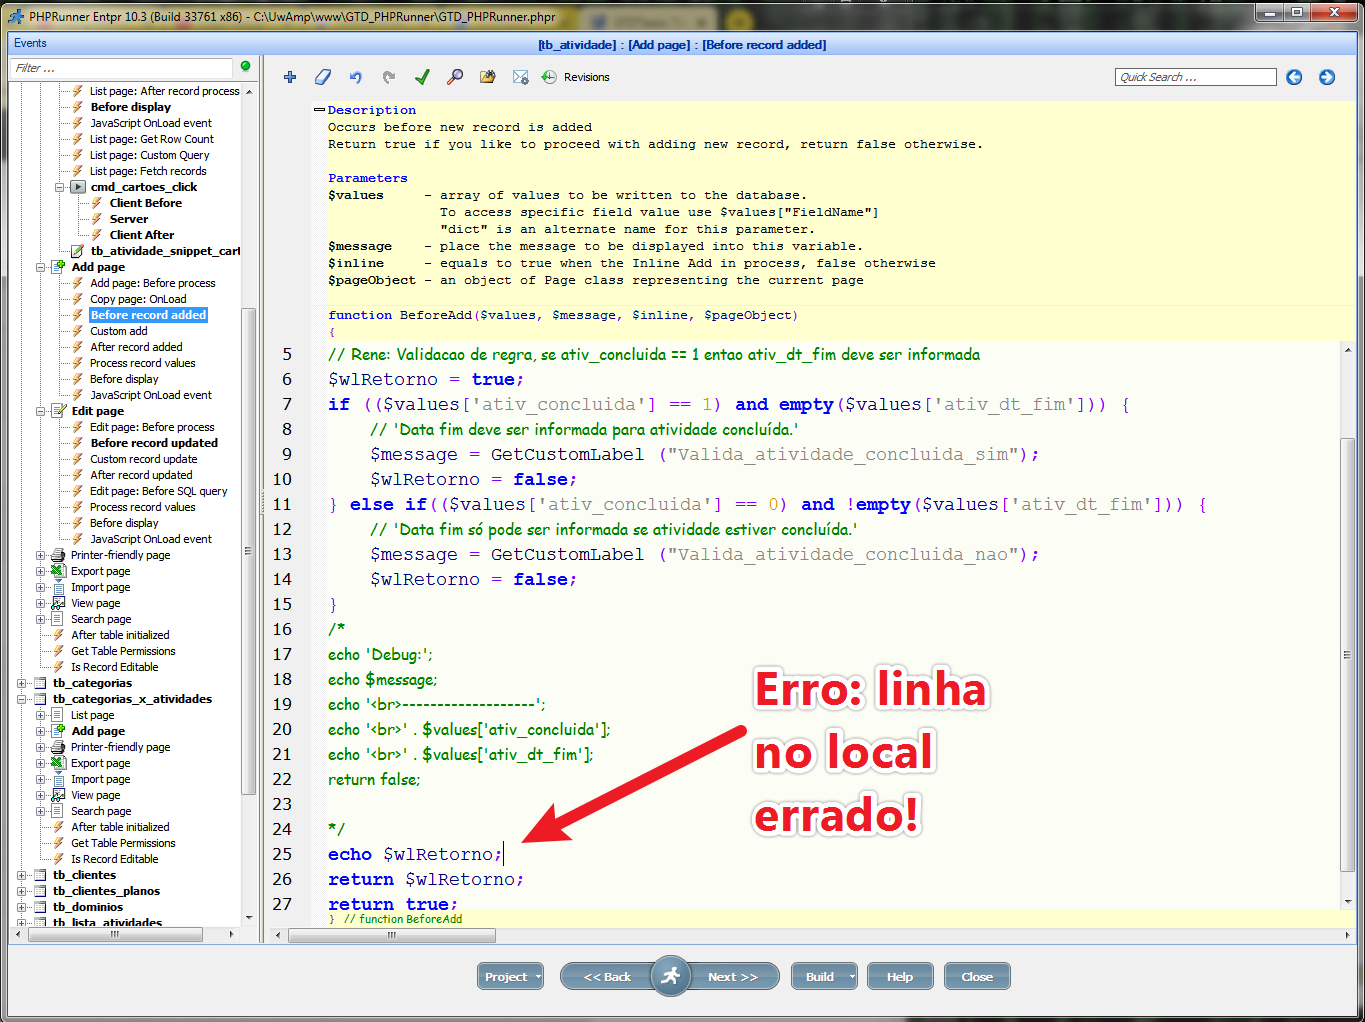 PHPRunner Entpr 10.3 (Build 33761 x86) - C:\UwAmp\www\GTD_PHPRunner\GTD_PHPRunner.phpr
Events
[tb_atividade] : [Add page] : [Before record added]
Filter ...
Revisions
Quick Search ...
List page: After record process
Before display
JavaScript OnLoad event
List page: Get Row Count
List page: Custom Query
List page: Fetch records
cmd_cartoes_click
Client Before
Server
Client After
tb_atividade_snippet_cart
Add page
Add page: Before process
Copy page: OnLoad
Before record added
Custom add
After record added
Process record values
Before display
JavaScript OnLoad event
Edit page
Edit page: Before process
Before record updated
Custom record update
After record updated
Edit page: Before SQL query
Process record values
Before display
JavaScript OnLoad event
Printer-friendly page
Export page
Import page
View page
Search page
After table initialized
Get Table Permissions
Is Record Editable
tb_categorias
tb_categorias_x_atividades
List page
Add page
Printer-friendly page
Export page
Import page
View page
Search page
After table initialized
Get Table Permissions
Is Record Editable
tb_clientes
tb_clientes_planos
tb_dominios
tb_lista_atividades
Description
Occurs before new record is added
Return true if you like to proceed with adding new record, return false otherwise.
Parameters
$values - array of values to be written to the database.
To access specific field value use $values["FieldName"]
"dict" is an alternate name for this parameter.
$message - place the message to be displayed into this variable.
$inline - equals to true when the Inline Add in process, false otherwise
$pageObject - an object of Page class representing the current page
function BeforeAdd($values, $message, $inline, $pageObject)
{
5 // Rene: Validacao de regra, se ativ_concluida == 1 entao ativ_dt_fim deve ser informada
6 $wlRetorno = true;
7 if (($values['ativ_concluida'] == 1) and empty($values['ativ_dt_fim'])) {
8 // 'Data fim deve ser informada para atividade concluída.'
9 $message = GetCustomLabel ("Valida_atividade_concluida_sim");
10 $wlRetorno = false;
11 } else if(($values['ativ_concluida'] == 0) and !empty($values['ativ_dt_fim'])) {
12 // 'Data fim só pode ser informada se atividade estiver concluída.'
13 $message = GetCustomLabel ("Valida_atividade_concluida_nao");
14 $wlRetorno = false;
15 }
16 /*
17 echo 'Debug:';
18 echo $message;
19 echo '<br>-------------------';
20 echo '<br>' . $values['ativ_concluida'];
21 echo '<br>' . $values['ativ_dt_fim'];
22 return false;
23
24 */
25 echo $wlRetorno;
26 return $wlRetorno;
27 return true;
} // function BeforeAdd
Erro: linha
no local
errado!
Project
<< Back
Next >>
Build
Help
Close